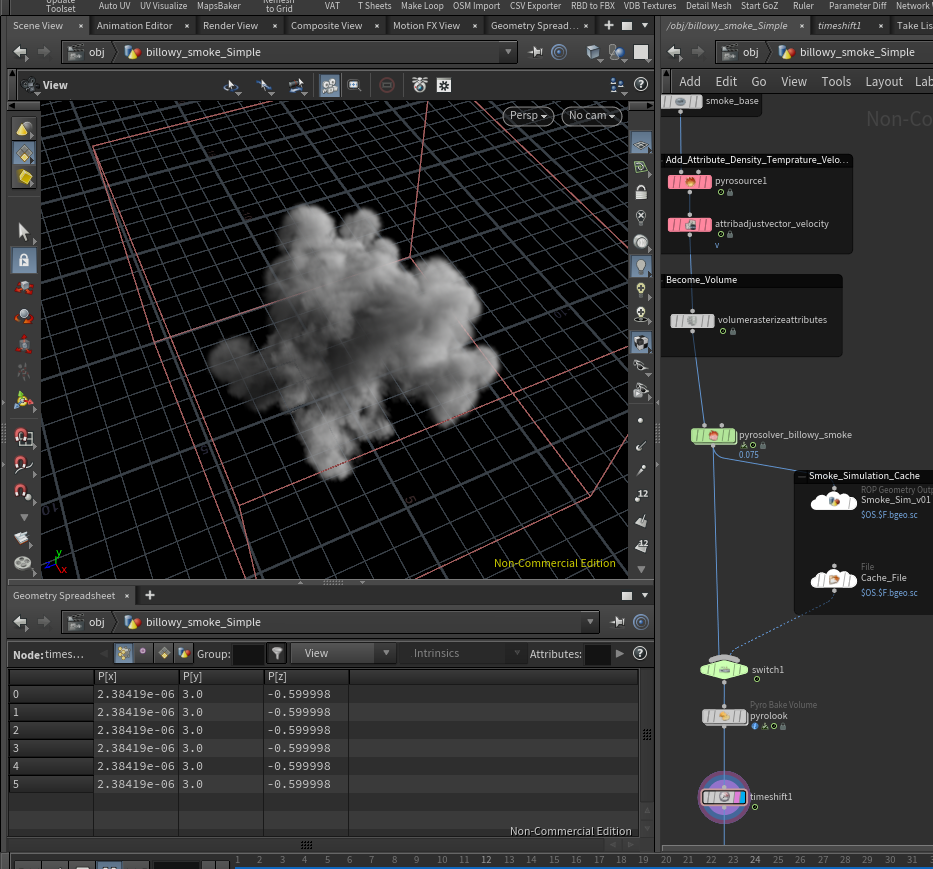 Update
Toolset
Auto UV
UV Visualize
MapsBaker
Remesh
to Grid
VAT
T Sheets
Make Loop
OSM Import
CSV Exporter
RBD to FBX
VDB Textures
Detail Mesh
Start GoZ
Ruler
Parameter Diff
Network
Scene View ×
Animation Editor ×
Render View ×
Composite View ×
Motion FX View ×
Geometry Spread... ×
/obj/billowy_smoke_Simple ×
timeshift1 ×
Take Lis
obj
billowy_smoke_Simple
obj
billowy_smoke_Simple
View
Add Edit Go View Tools Layout Lab
Persp
No cam
Non-Co
smoke_base
Add_Attribute_Density_Temprature_Velo...
pyrosource1
attribadjustvector_velocity
v
Become_Volume
volumerasterizeattributes
pyrosolver_billowy_smoke
0.075
Smoke_Simulation_Cache
ROP Geometry Outp
Smoke_Sim_v01
$OS.$F.bgeo.sc
File
Cache_File
$OS.$F.bgeo.sc
switch1
Pyro Bake Volume
pyrolook
timeshift1
12
12
5
5
10
10
y
z
x
Non-Commercial Edition
Geometry Spreadsheet ×
obj
billowy_smoke_Simple
Node: times...
Group:
View
Intrinsics
Attributes:
P[x] P[y] P[z]
0 2.38419e-06 3.0 -0.599998
1 2.38419e-06 3.0 -0.599998
2 2.38419e-06 3.0 -0.599998
3 2.38419e-06 3.0 -0.599998
4 2.38419e-06 3.0 -0.599998
5 2.38419e-06 3.0 -0.599998
Non-Commercial Edition
1 2 3 4 5 6 7 8 9 10 11 12 13 14 15 16 17 18 19 20 21 22 23 24 25 26 27 28 29 30 31